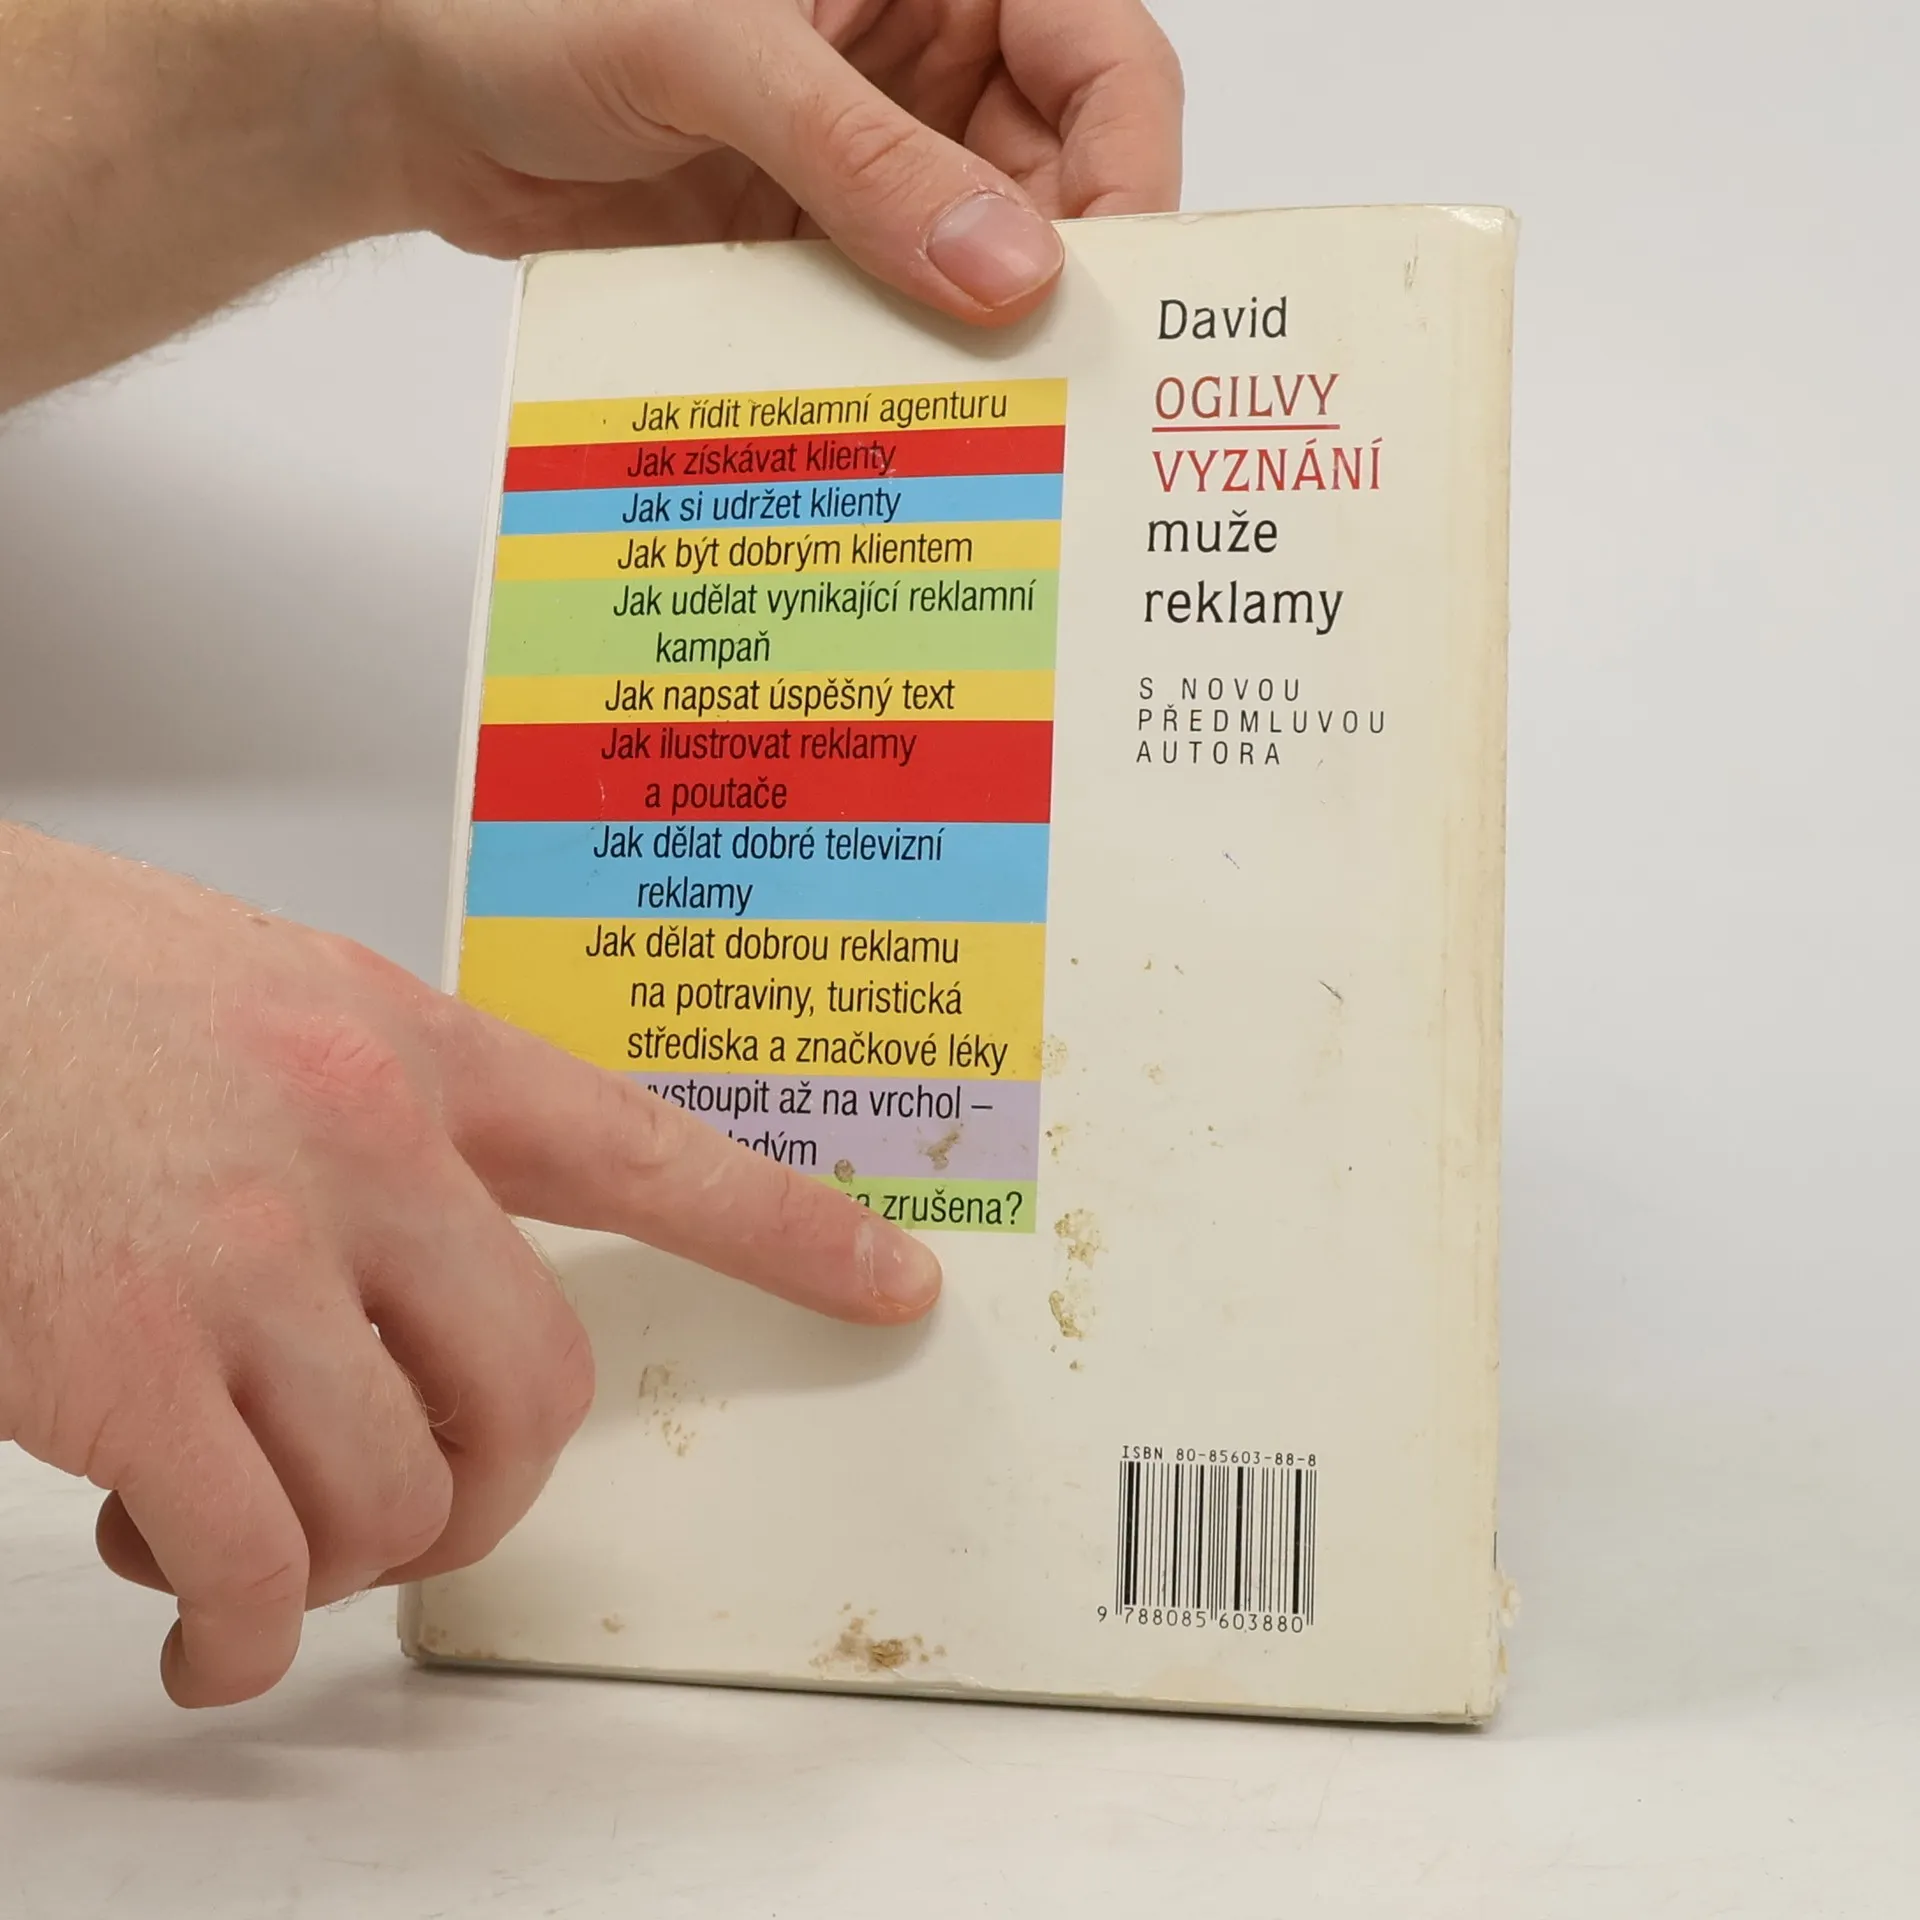 Jak řídit reklamní agenturu
Jak získávat klienty
Jak si udržet klienty
Jak být dobrým klientem
Jak udělat vynikající reklamní
kampaň
Jak napsat úspěšný text
Jak ilustrovat reklamy
a poutače
Jak dělat dobré televizní
reklamy
Jak dělat dobrou reklamu
na potraviny, turistická
střediska a značkové léky
vystoupit až na vrchol –
zrušena?
David
OGILVY
VYZNÁNÍ
muže
reklamy
S NOVOU
PŘEDMLUVOU
AUTORA
ISBN 80-85603-88-8
9 788085 603880